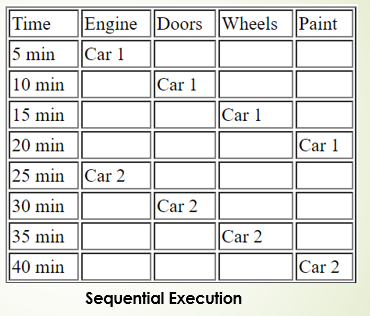 Time Engine Doors Wheels Paint
5 min Car 1
10 min Car 1
15 min Car 1
20 min Car 1
25 min Car 2
30 min Car 2
35 min Car 2
40 min Car 2
Sequential Execution